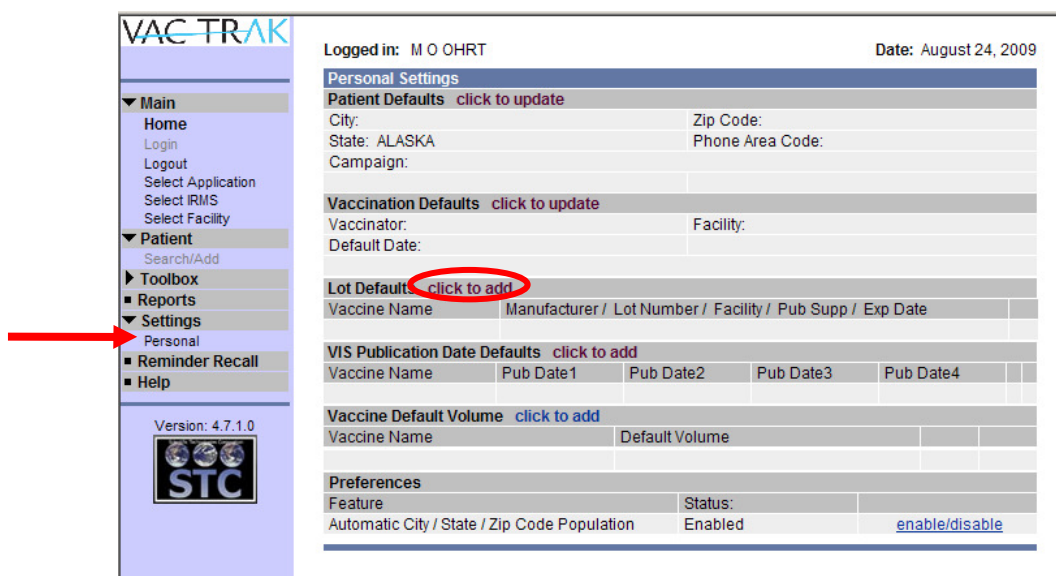 VAC TRAK
Logged in: M O OHRT Date: August 24, 2009
Main
Home
Login
Logout
Select Application
Select IRMS
Select Facility
Patient
Search/Add
Toolbox
Reports
Settings
Personal
Reminder Recall
Help
Version: 4.7.1.0
STC
Personal Settings
Patient Defaults click to update
City: Zip Code:
State: ALASKA Phone Area Code:
Campaign:
Vaccination Defaults click to update
Vaccinator: Facility:
Default Date:
Lot Defaults click to add
Vaccine Name Manufacturer / Lot Number / Facility / Pub Supp / Exp Date
VIS Publication Date Defaults click to add
Vaccine Name Pub Date1 Pub Date2 Pub Date3 Pub Date4
Vaccine Default Volume click to add
Vaccine Name Default Volume
Preferences
Feature Status:
Automatic City / State / Zip Code Population Enabled enable/disable